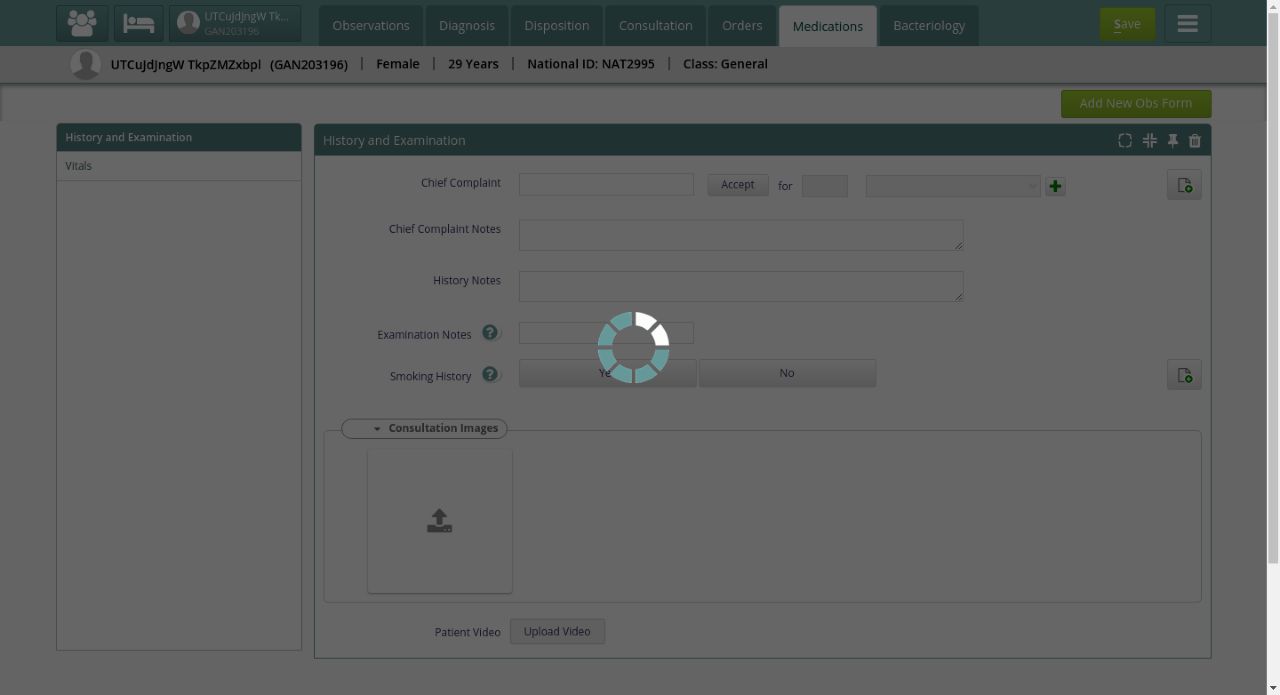 UTCuJdJngW Tk...
GAN203196
Observations
Diagnosis
Disposition
Consultation
Orders
Medications
Bacteriology
Save
UTCuJdJngW TkpZMZxbpl (GAN203196) | Female | 29 Years | National ID: NAT2995 | Class: General
Add New Obs Form
History and Examination
Vitals
History and Examination
Chief Complaint
Accept
for
Chief Complaint Notes
History Notes
Examination Notes
?
Smoking History
?
No
Consultation Images
Patient Video
Upload Video